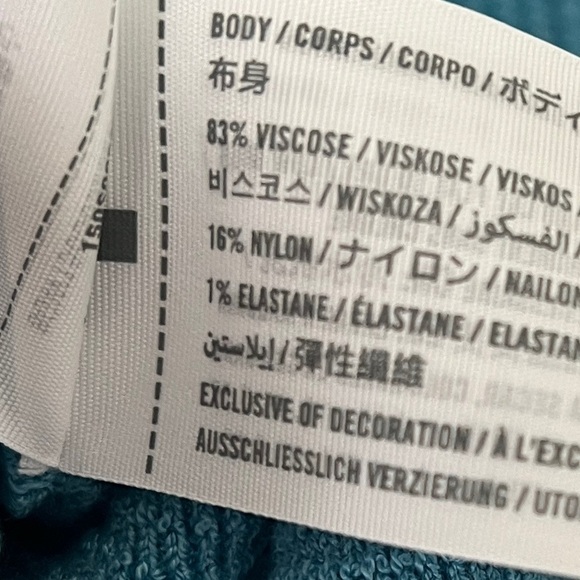 BODY / CORPS / CORPO / ボディ
布身
83% VISCOSE / VISKOSE / VISKOS
비스코스 / WISKOZA / الفسكوز /
16% NYLON / ナイロン / NAILON
1% ELASTANE / ÉLASTANE / ELASTAN
إيلاستين / 彈性纖維
EXCLUSIVE OF DECORATION / À L'EXC
AUSSCHLIESSLICH VERZIERUNG / UTO